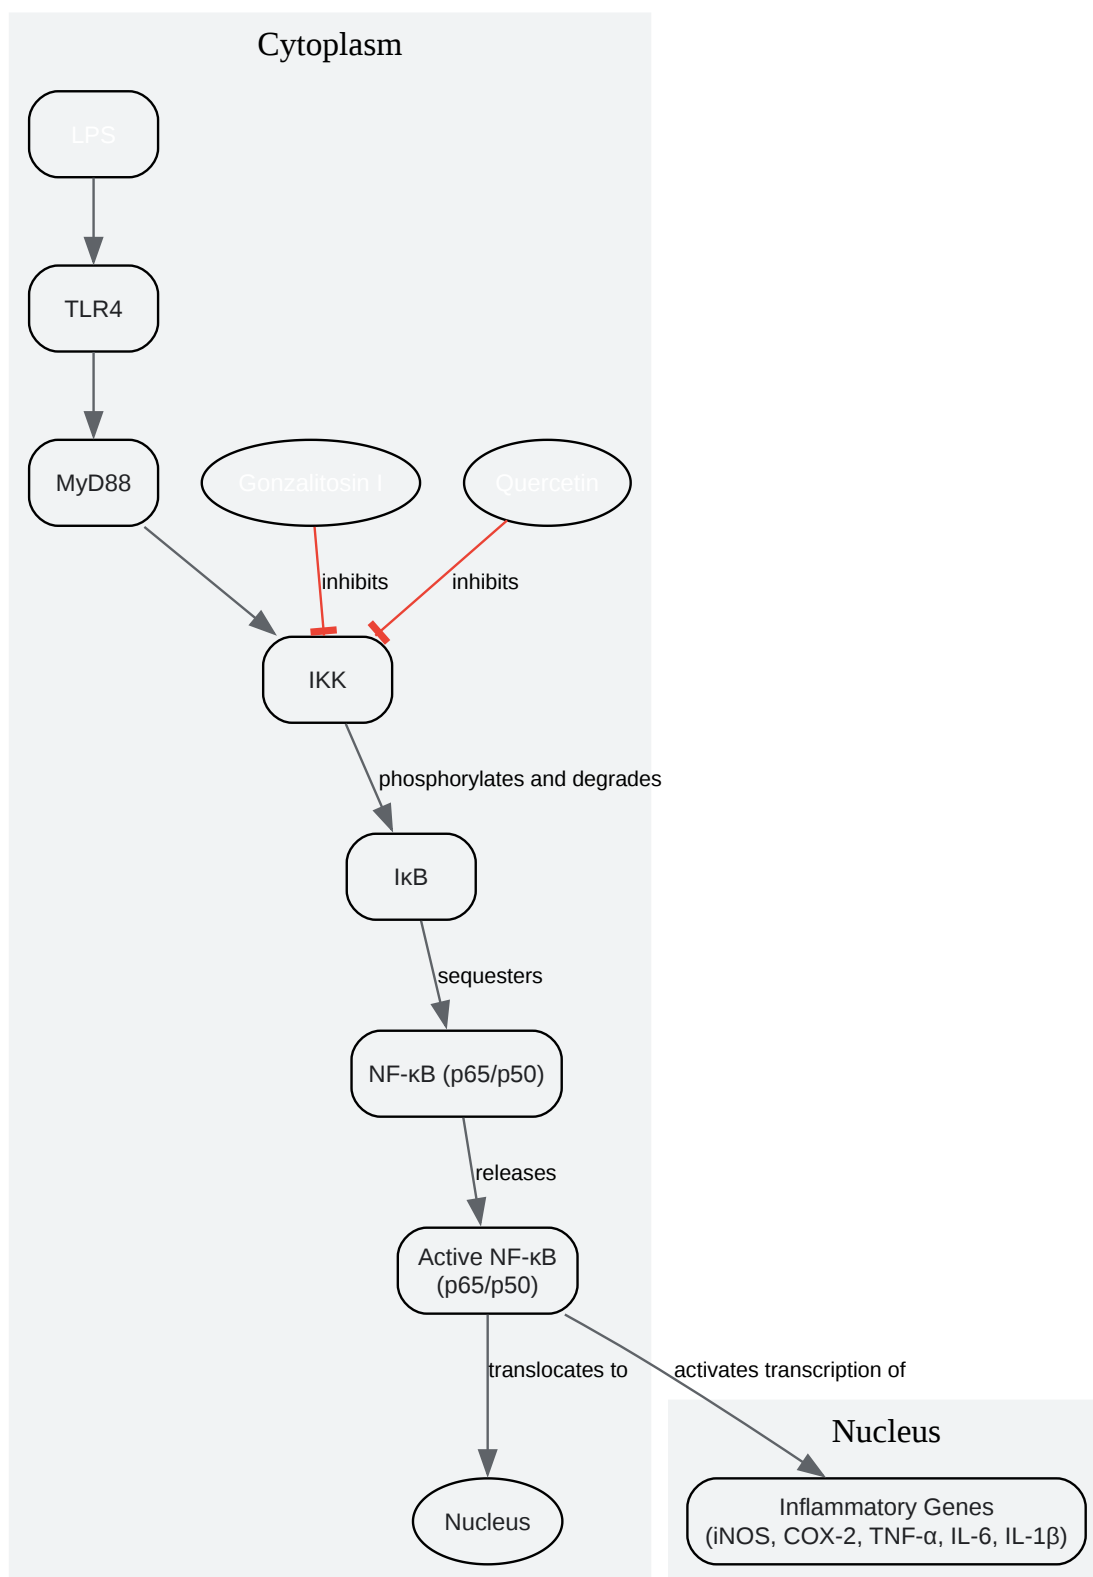 Cytoplasm
LPS
TLR4
MyD88
Gonzalitosin I
Quercetin
inhibits
inhibits
IKK
phosphorylates and degrades
IκB
sequesters
NF-κB (p65/p50)
releases
Active NF-κB
(p65/p50)
translocates to
activates transcription of
Nucleus
Nucleus
Inflammatory Genes
(iNOS, COX-2, TNF-α, IL-6, IL-1β)